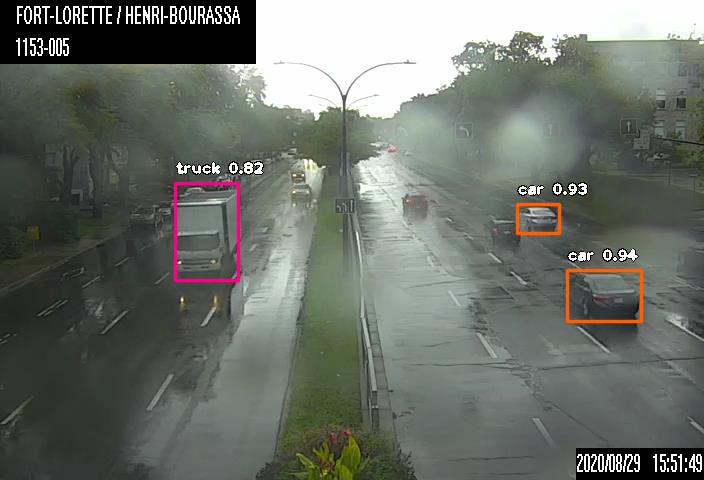 FORT-LORETTE / HENRI-BOURASSA
1153-005
truck 0.82
car 0.93
car 0.94
2020/08/29 15:51:49